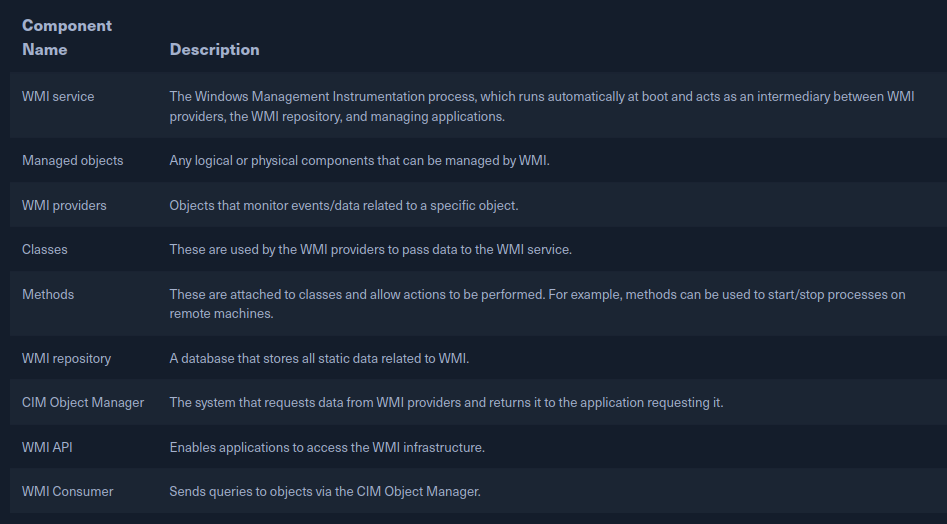 Component
Name Description
WMI service The Windows Management Instrumentation process, which runs automatically at boot and acts as an intermediary between WMI
providers, the WMI repository, and managing applications.
Managed objects Any logical or physical components that can be managed by WMI.
WMI providers Objects that monitor events/data related to a specific object.
Classes These are used by the WMI providers to pass data to the WMI service.
Methods These are attached to classes and allow actions to be performed. For example, methods can be used to start/stop processes on
remote machines.
WMI repository A database that stores all static data related to WMI.
CIM Object Manager The system that requests data from WMI providers and returns it to the application requesting it.
WMI API Enables applications to access the WMI infrastructure.
WMI Consumer Sends queries to objects via the CIM Object Manager.